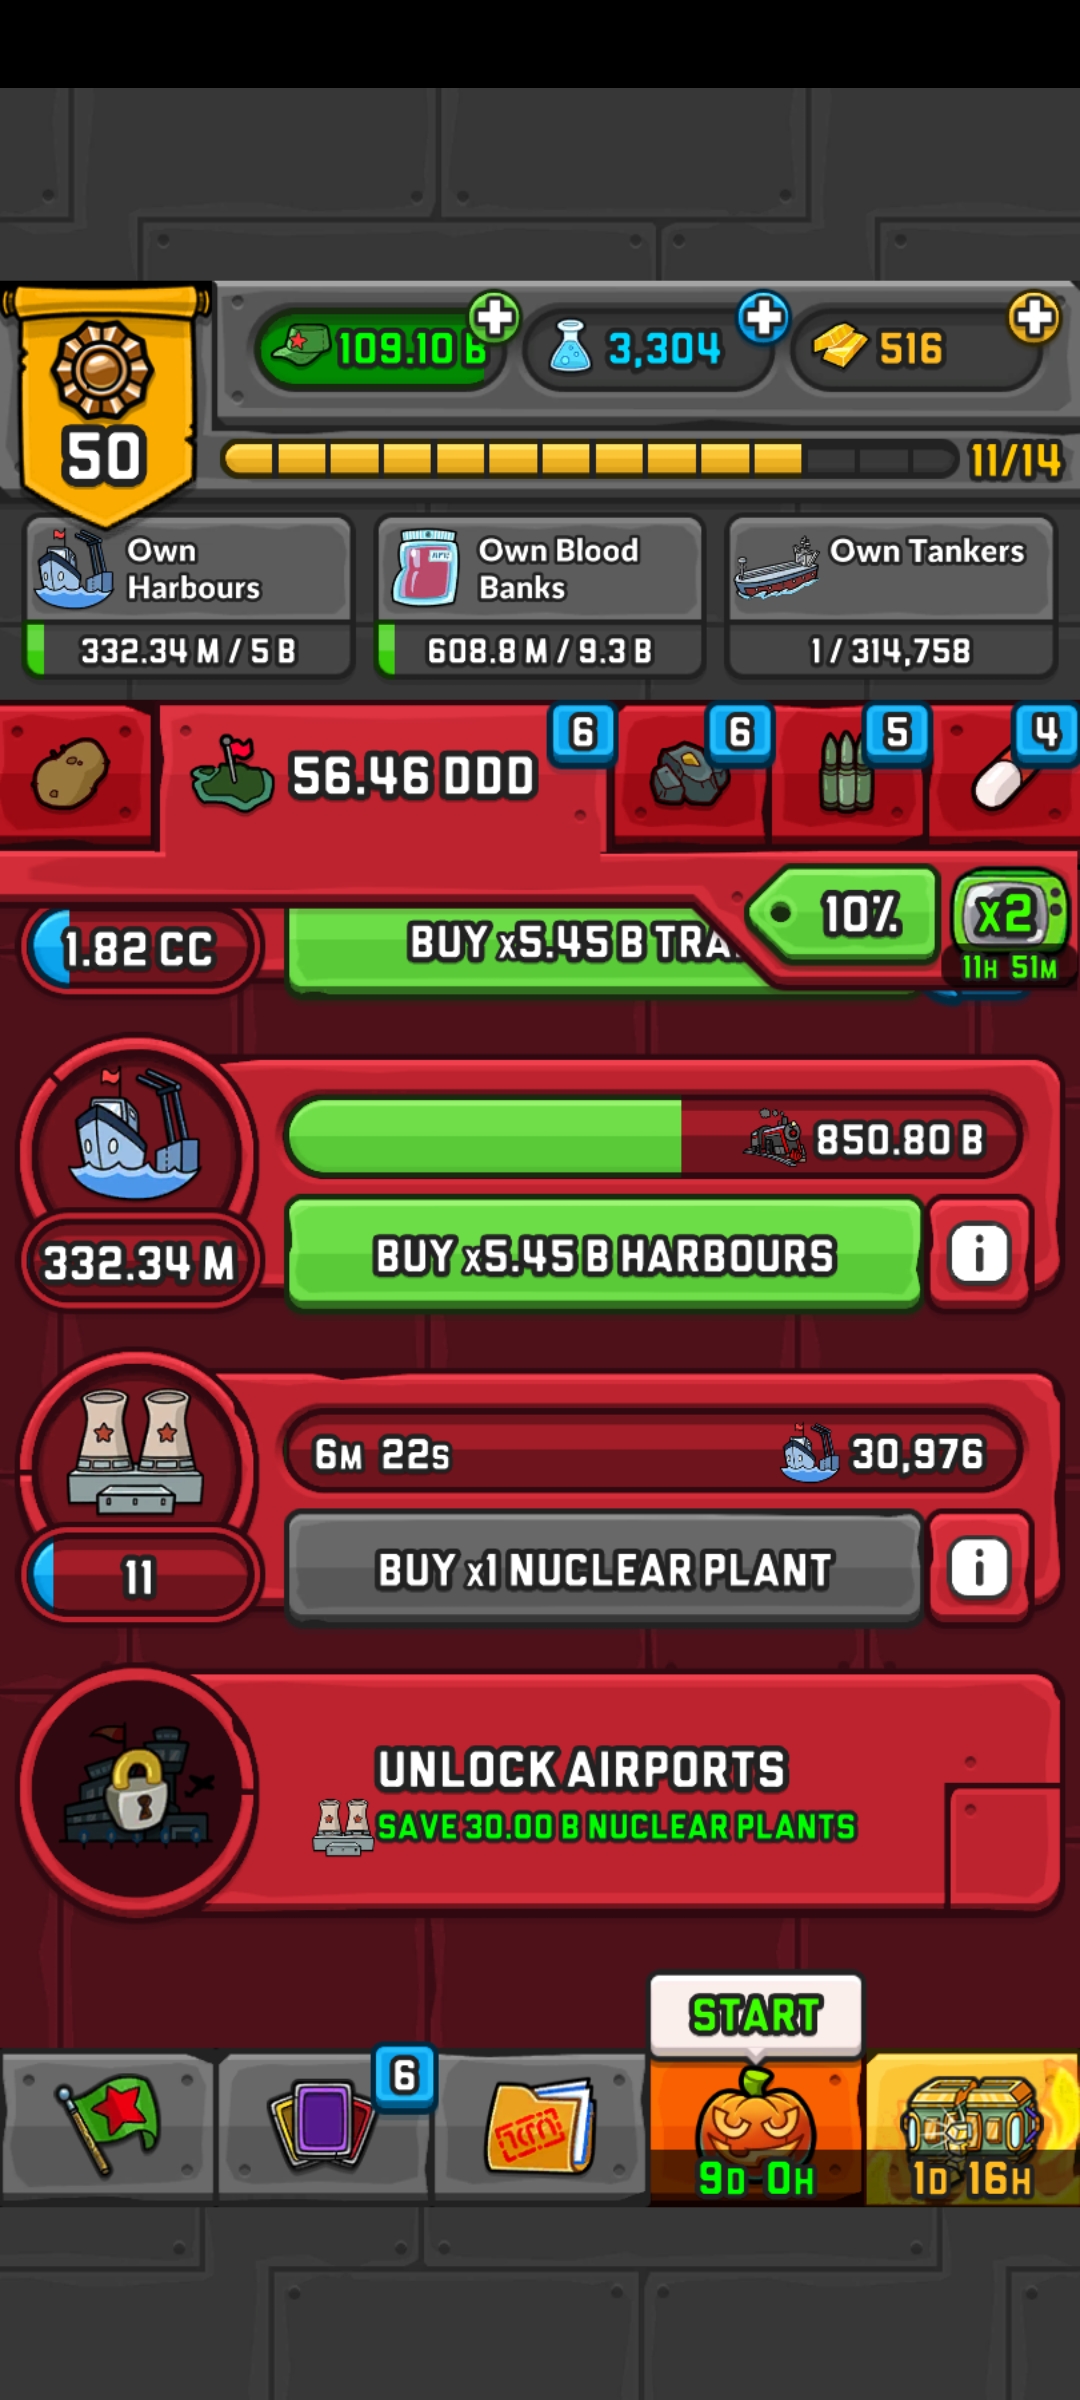 50
109.10 B
3,304
516
11/14
Own Harbours
332.34 M / 5 B
Own Blood Banks
608.8 M / 9.3 B
Own Tankers
1 / 314,758
56.46 DDD
6
6
5
4
10%
x2
11H 51M
1.82 CC
BUY x5.45 B TRA
850.80 B
332.34 M
BUY x5.45 B HARBOURS
i
6M 22S
30,976
11
BUY x1 NUCLEAR PLANT
i
UNLOCK AIRPORTS
SAVE 30.00 B NUCLEAR PLANTS
START
6
9D 0H
1D 16H